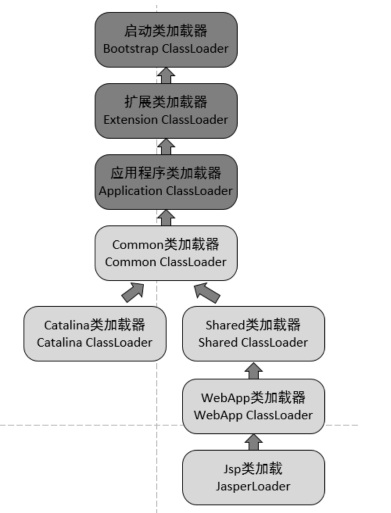 启动类加载器
Bootstrap ClassLoader
扩展类加载器
Extension ClassLoader
应用程序类加载器
Application ClassLoader
Common类加载器
Common ClassLoader
Catalina类加载器
Catalina ClassLoader
Shared类加载器
Shared ClassLoader
WebApp类加载器
WebApp ClassLoader
Jsp类加载
JasperLoader